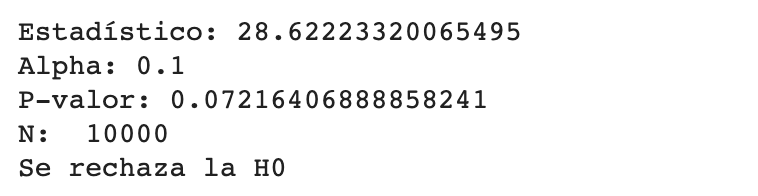 Estadístico: 28.62223320065495
Alpha: 0.1
P-valor: 0.07216406888858241
N:  10000
Se rechaza la H0